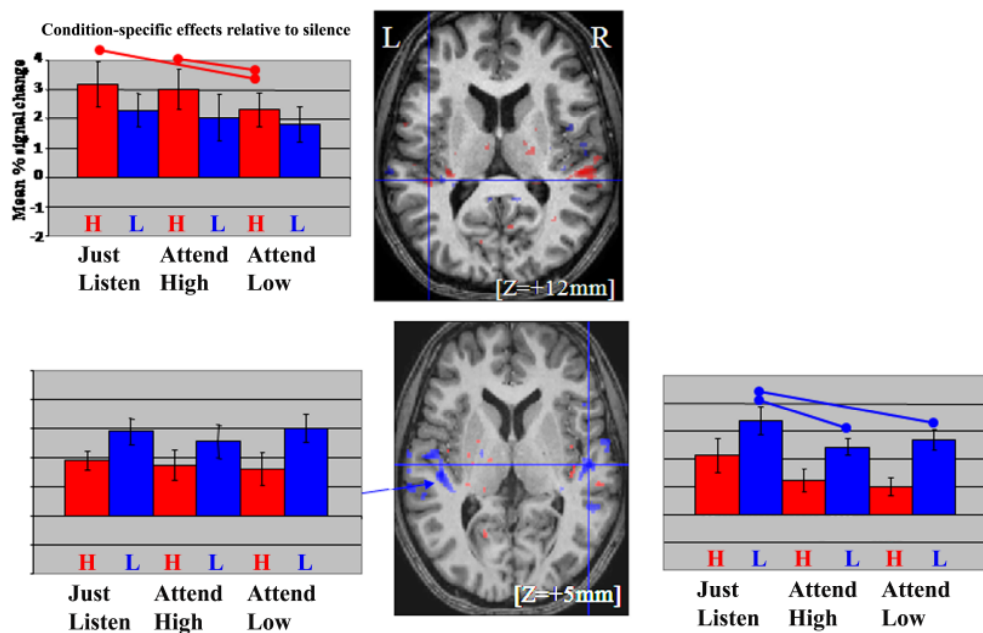 Condition-specific effects relative to silence
Mean % signal change
4
3
2
1
0
-1
-2
H L H L H L
Just Attend Attend
Listen High Low
L R
[Z=+12mm]
H L H L H L
Just Attend Attend
Listen High Low
[Z=+5mm]
H L H L H L
Just Attend Attend
Listen High Low